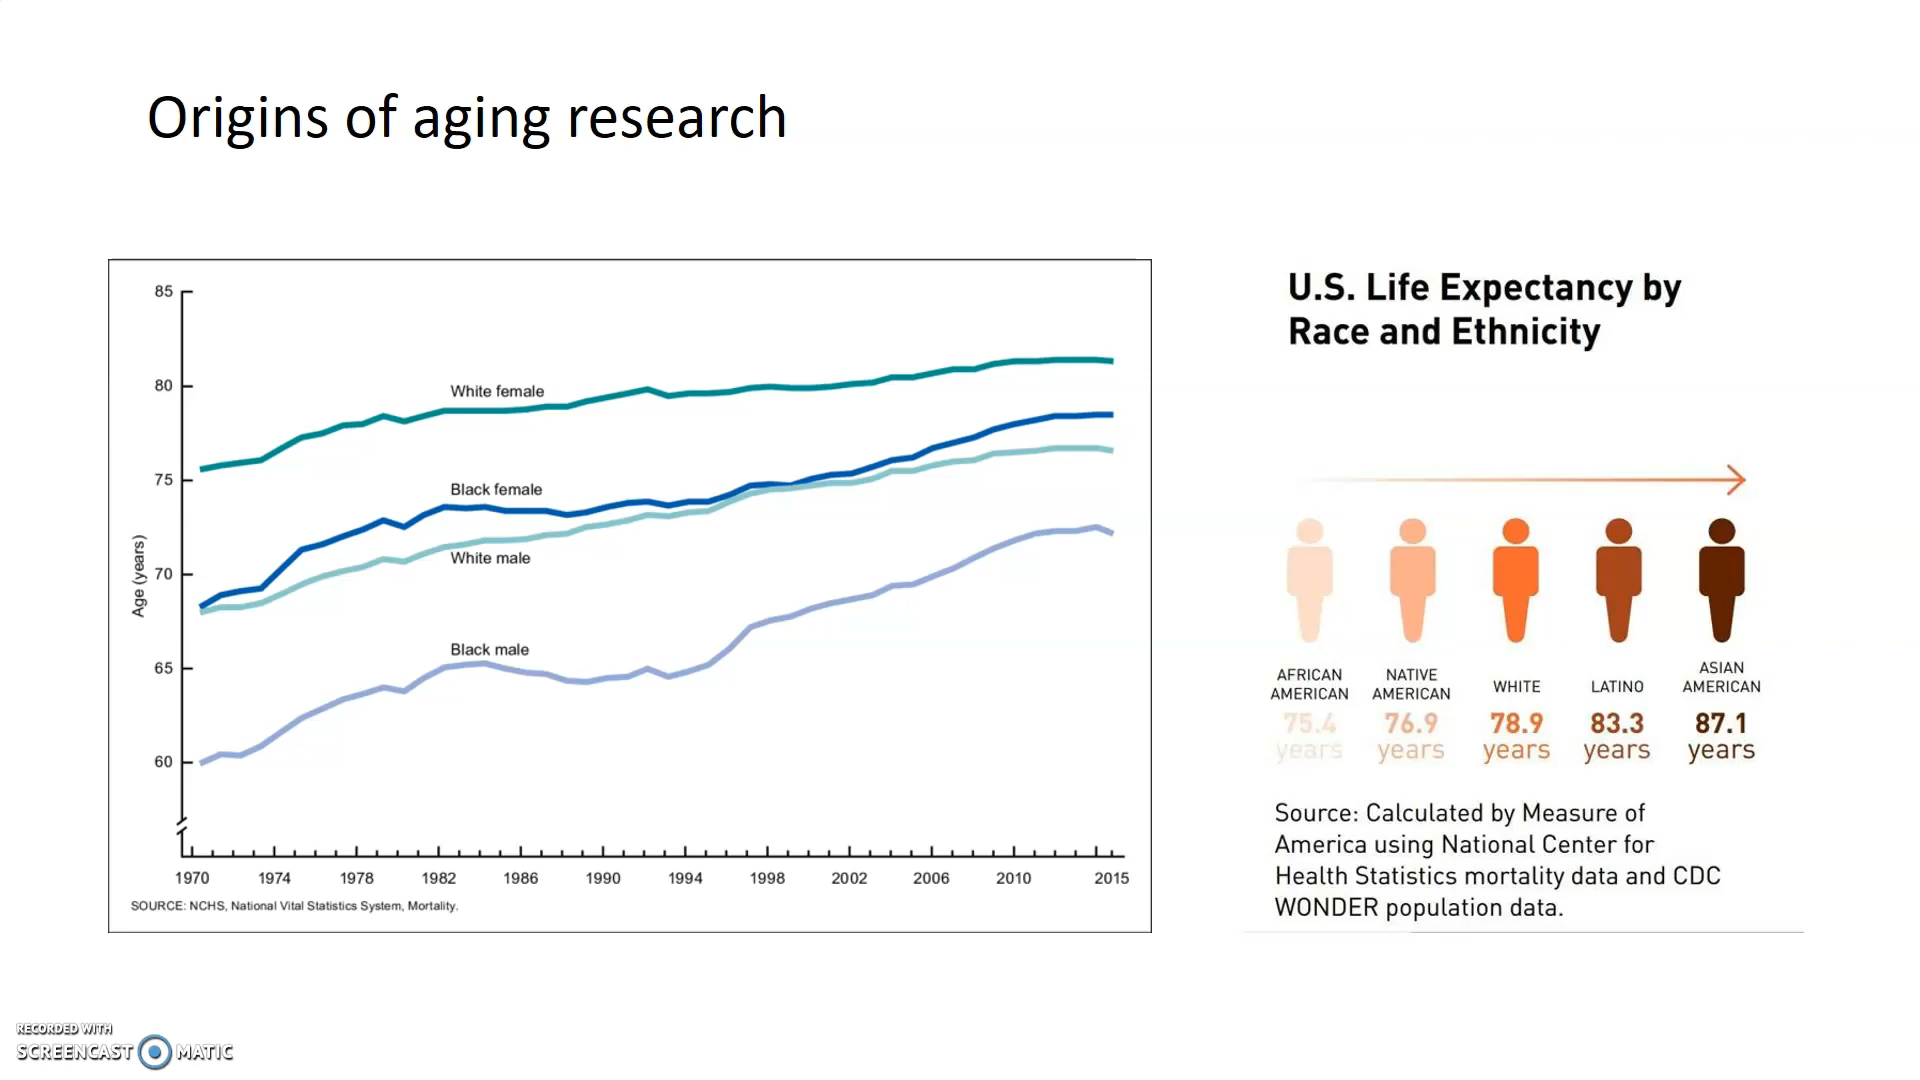 Origins of aging research
85
80
75
70
65
60
Age (years)
White female
Black female
White male
Black male
1970 1974 1978 1982 1986 1990 1994 1998 2002 2006 2010 2015
SOURCE: NCHS, National Vital Statistics System, Mortality.
U.S. Life Expectancy by
Race and Ethnicity
AFRICAN
AMERICAN
75.4
years
NATIVE
AMERICAN
76.9
years
WHITE
78.9
years
LATINO
83.3
years
ASIAN
AMERICAN
87.1
years
Source: Calculated by Measure of
America using National Center for
Health Statistics mortality data and CDC
WONDER population data.
RECORDED WITH
SCREENCAST MATIC